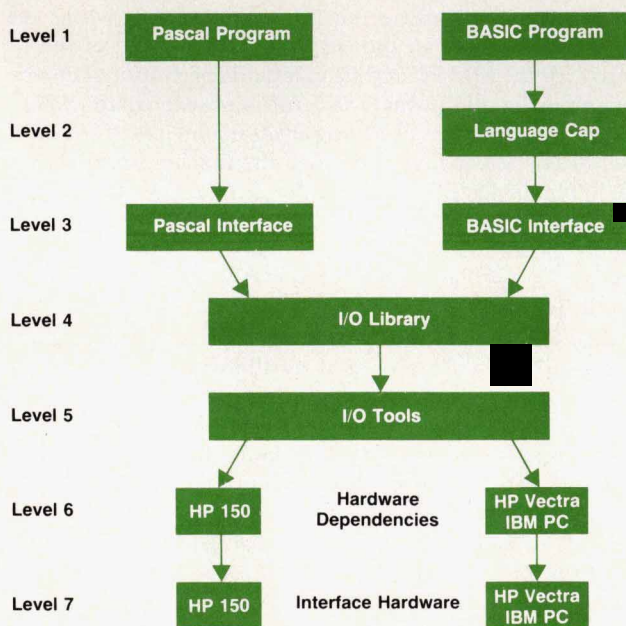 Level 1
Pascal Program
BASIC Program
Level 2
Language Cap
Level 3
Pascal Interface
BASIC Interface
Level 4
I/O Library
Level 5
I/O Tools
Level 6
HP 150
Hardware
Dependencies
HP Vectra
IBM PC
Level 7
HP 150
Interface Hardware
HP Vectra
IBM PC